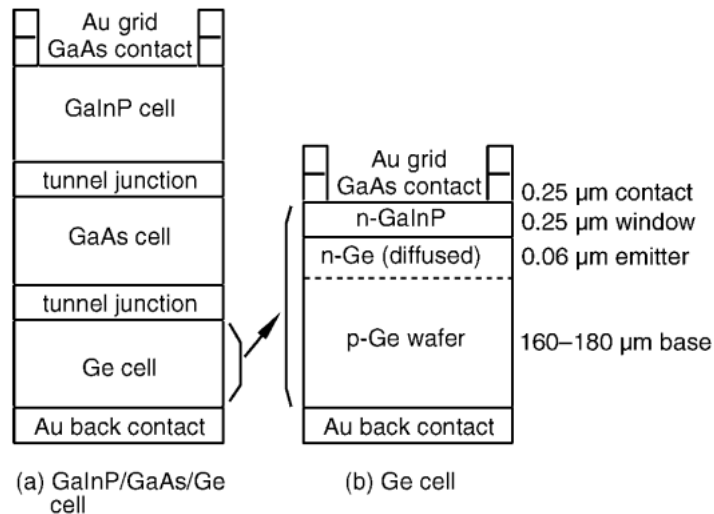 Au grid
GaAs contact
GaInP cell
tunnel junction
GaAs cell
tunnel junction
Ge cell
Au back contact
(a) GaInP/GaAs/Ge
cell
Au grid
GaAs contact
0.25 µm contact
n-GaInP
0.25 µm window
n-Ge (diffused)
0.06 µm emitter
p-Ge wafer
160–180 µm base
Au back contact
(b) Ge cell